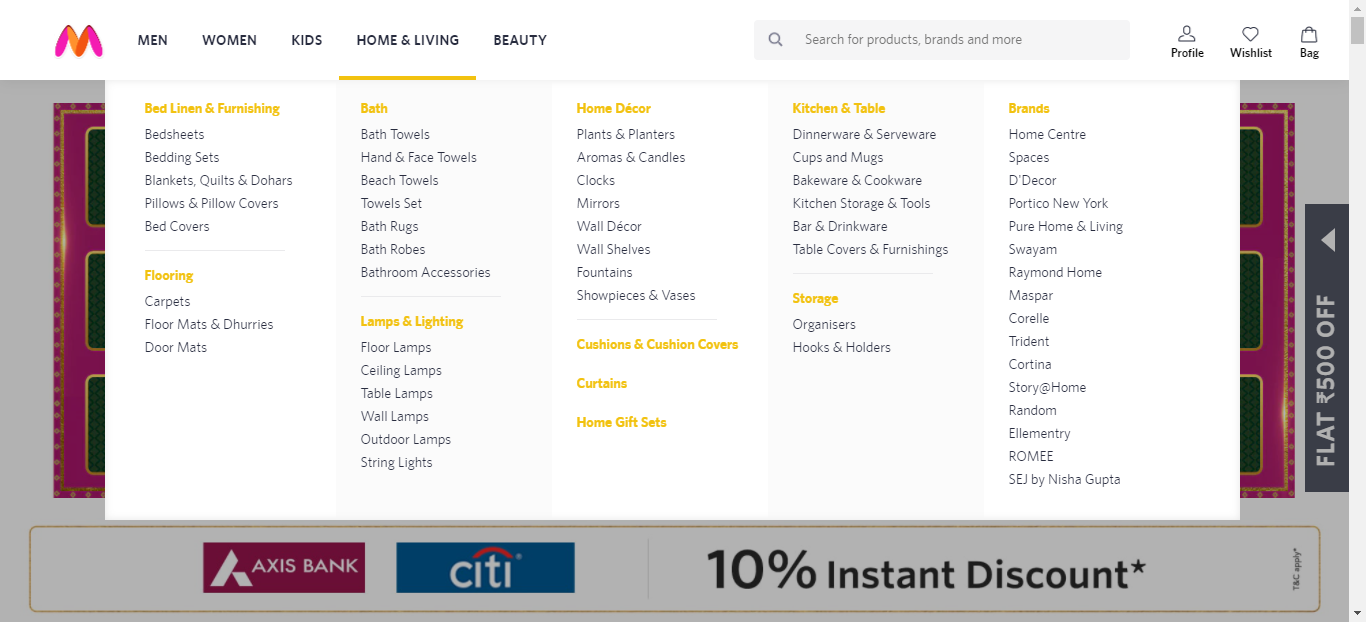 MEN
WOMEN
KIDS
HOME & LIVING
BEAUTY
Search for products, brands and more
Profile
Wishlist
Bag
Bed Linen & Furnishing
Bedsheets
Bedding Sets
Blankets, Quilts & Dohars
Pillows & Pillow Covers
Bed Covers
Flooring
Carpets
Floor Mats & Dhurries
Door Mats
Bath
Bath Towels
Hand & Face Towels
Beach Towels
Towels Set
Bath Rugs
Bath Robes
Bathroom Accessories
Lamps & Lighting
Floor Lamps
Ceiling Lamps
Table Lamps
Wall Lamps
Outdoor Lamps
String Lights
Home Décor
Plants & Planters
Aromas & Candles
Clocks
Mirrors
Wall Décor
Wall Shelves
Fountains
Showpieces & Vases
Cushions & Cushion Covers
Curtains
Home Gift Sets
Kitchen & Table
Dinnerware & Serveware
Cups and Mugs
Bakeware & Cookware
Kitchen Storage & Tools
Bar & Drinkware
Table Covers & Furnishings
Storage
Organisers
Hooks & Holders
Brands
Home Centre
Spaces
D'Decor
Portico New York
Pure Home & Living
Swayam
Raymond Home
Maspar
Corelle
Trident
Cortina
Story@Home
Random
Ellementry
ROMEE
SEJ by Nisha Gupta
FLAT ₹500 OFF
AXIS BANK
citi
10% Instant Discount*
T&C apply*